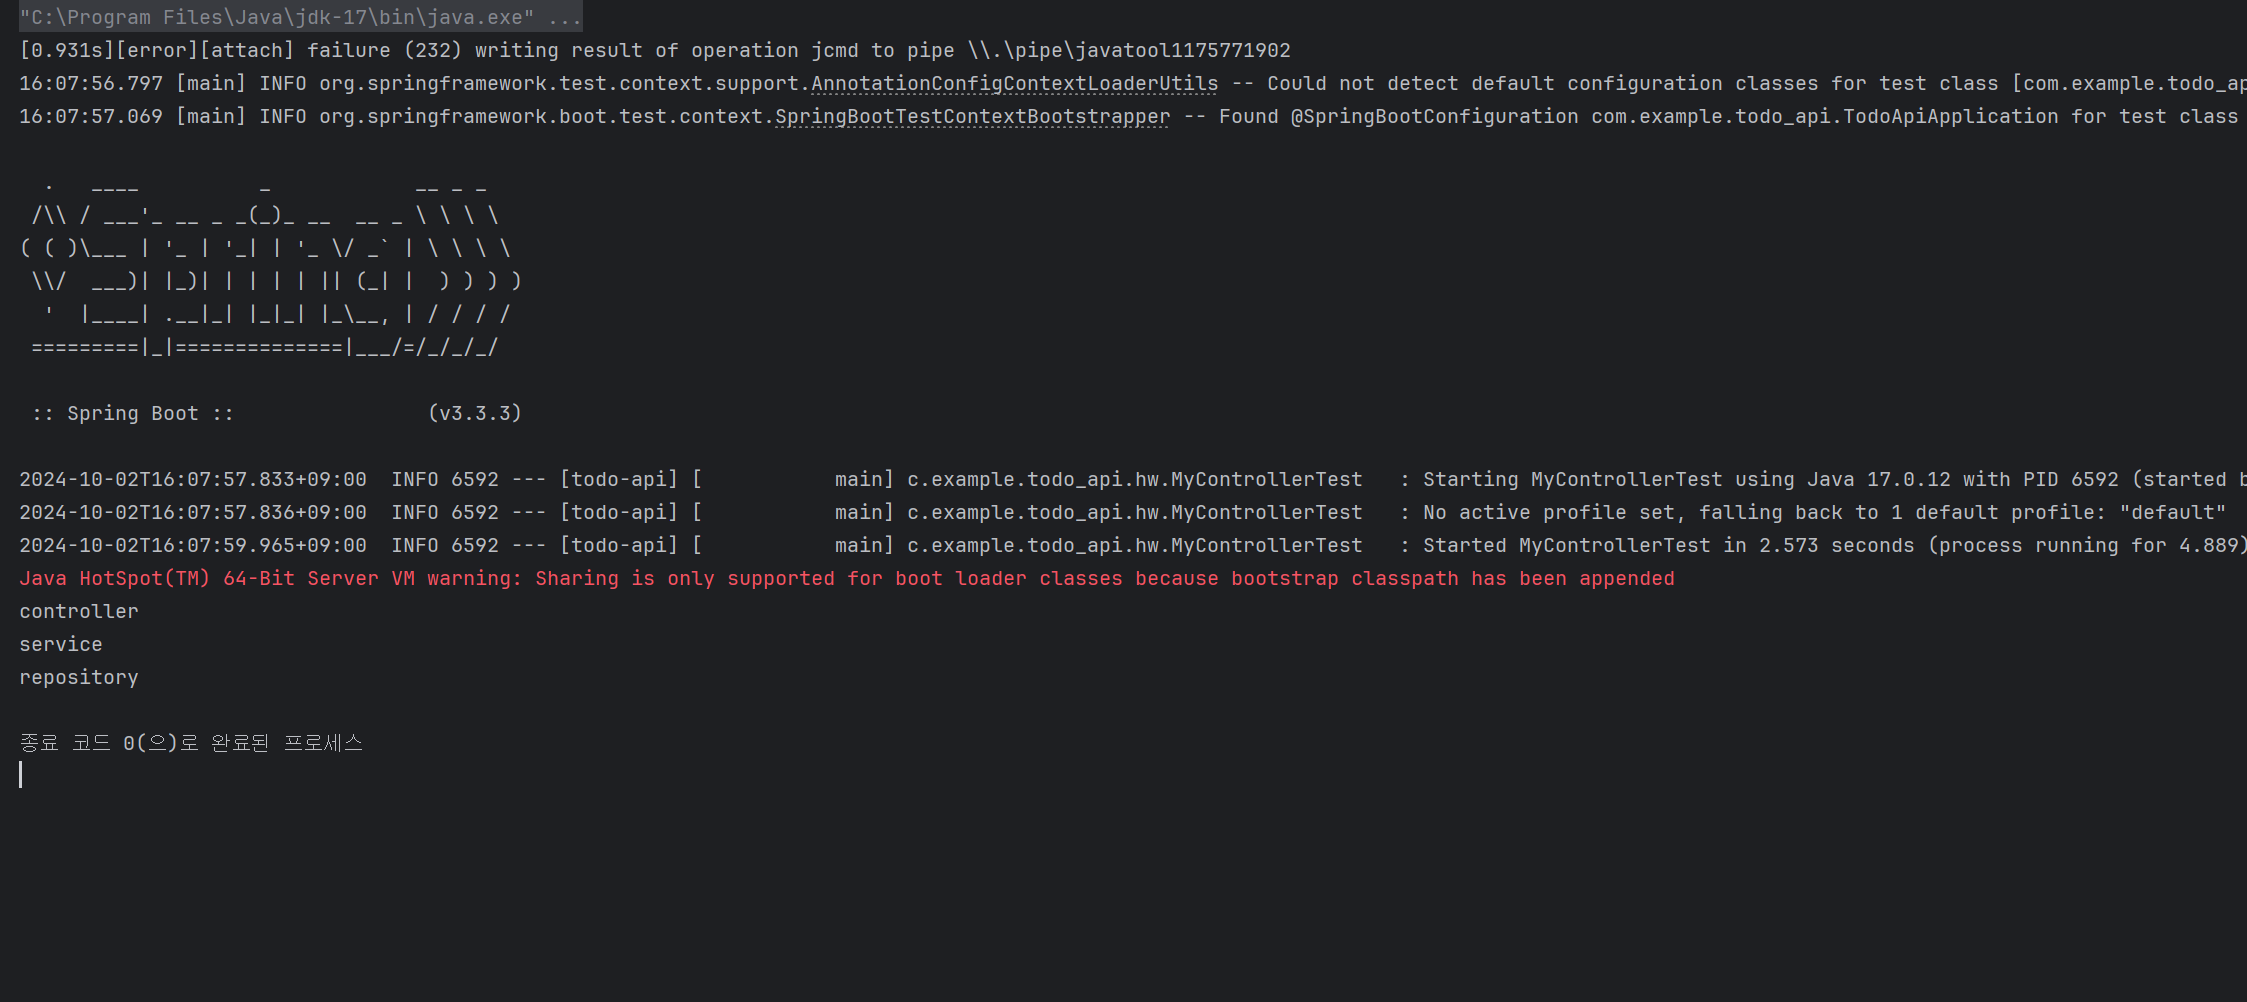 "C:\Program Files\Java\jdk-17\bin\java.exe" ...
[0.931s][error][attach] failure (232) writing result of operation jcmd to pipe \\.\pipe\javatool1175771902
16:07:56.797 [main] INFO org.springframework.test.context.support.AnnotationConfigContextLoaderUtils -- Could not detect default configuration classes for test class [com.example.todo_ap
16:07:57.069 [main] INFO org.springframework.boot.test.context.SpringBootTestContextBootstrapper -- Found @SpringBootConfiguration com.example.todo_api.TodoApiApplication for test class

  .   ____          _            __ _ _
 /\\ / ___'_ __ _ _(_)_ __  __ _ \ \ \ \
( ( )\___ | '_ | '_| | '_ \/ _` | \ \ \ \
 \\/  ___)| |_)| | | | | || (_| |  ) ) ) )
  '  |____| .__|_| |_|_| |_\__, | / / / /
 =========|_|==============|___/=/_/_/_/

 :: Spring Boot ::                (v3.3.3)

2024-10-02T16:07:57.833+09:00  INFO 6592 --- [todo-api] [           main] c.example.todo_api.hw.MyControllerTest   : Starting MyControllerTest using Java 17.0.12 with PID 6592 (started b
2024-10-02T16:07:57.836+09:00  INFO 6592 --- [todo-api] [           main] c.example.todo_api.hw.MyControllerTest   : No active profile set, falling back to 1 default profile: "default"
2024-10-02T16:07:59.965+09:00  INFO 6592 --- [todo-api] [           main] c.example.todo_api.hw.MyControllerTest   : Started MyControllerTest in 2.573 seconds (process running for 4.889)
Java HotSpot(TM) 64-Bit Server VM warning: Sharing is only supported for boot loader classes because bootstrap classpath has been appended
controller
service
repository

종료 코드 0(으)로 완료된 프로세스